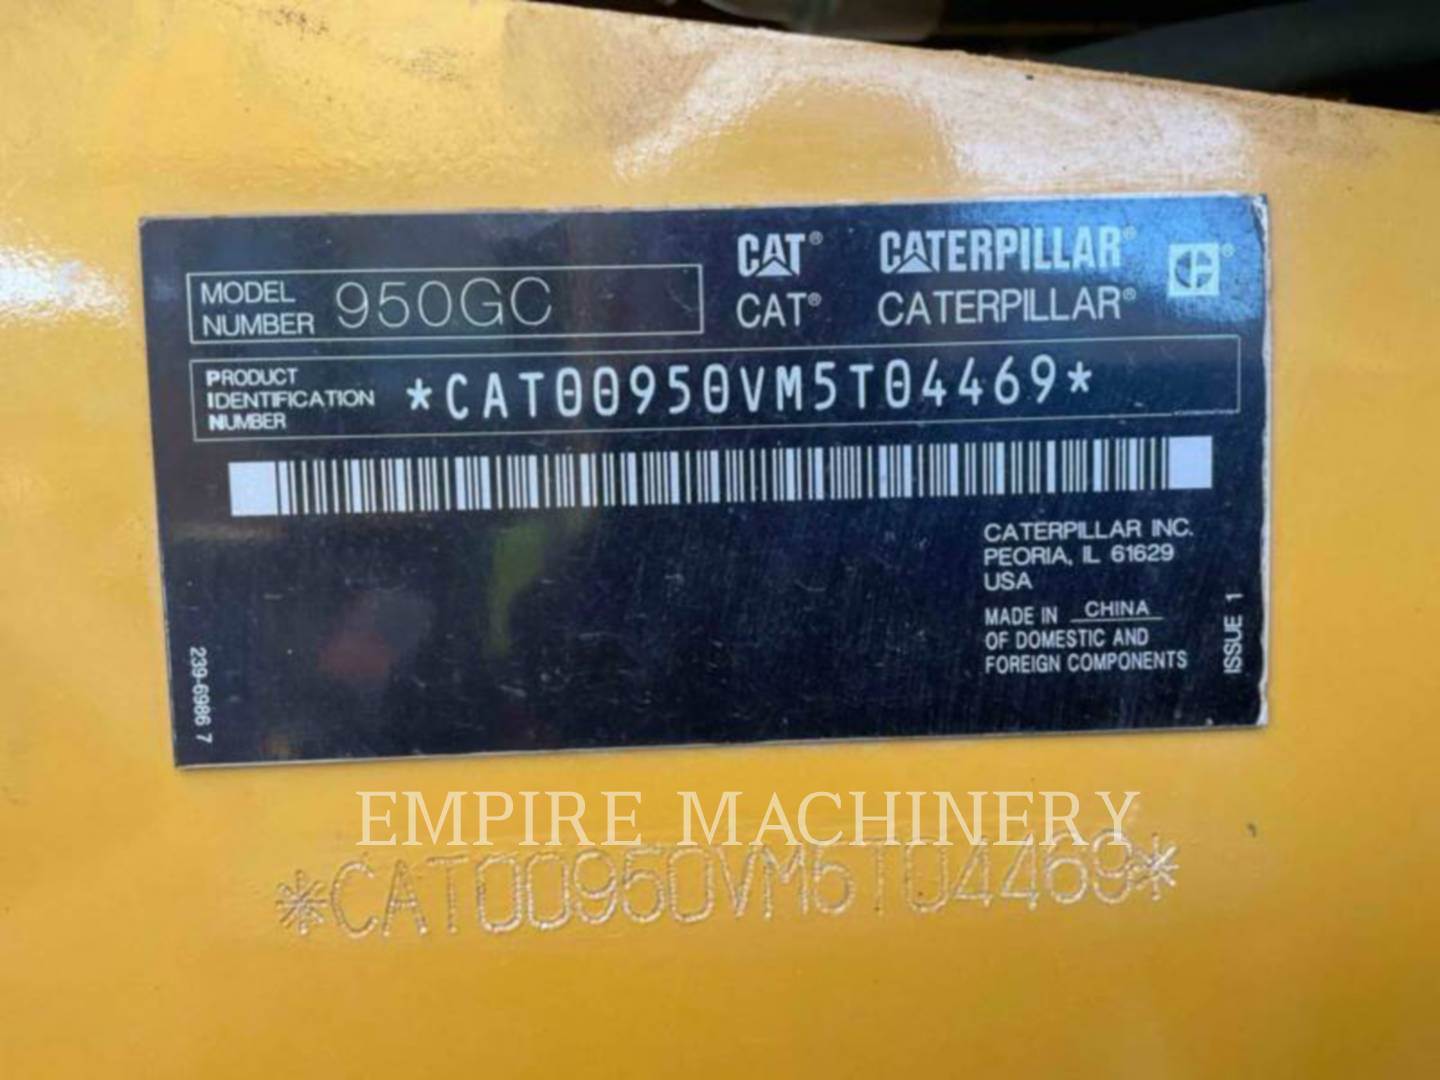 CAT® CATERPILLAR®
MODEL NUMBER 950GC
CAT® CATERPILLAR®
PRODUCT IDENTIFICATION NUMBER *CAT00950VM5T04469*
CATERPILLAR INC.
PEORIA, IL 61629
USA
MADE IN CHINA
OF DOMESTIC AND
FOREIGN COMPONENTS
ISSUE 1
239-6986 7
EMPIRE MACHINERY
*CAT00950VM5T04469*